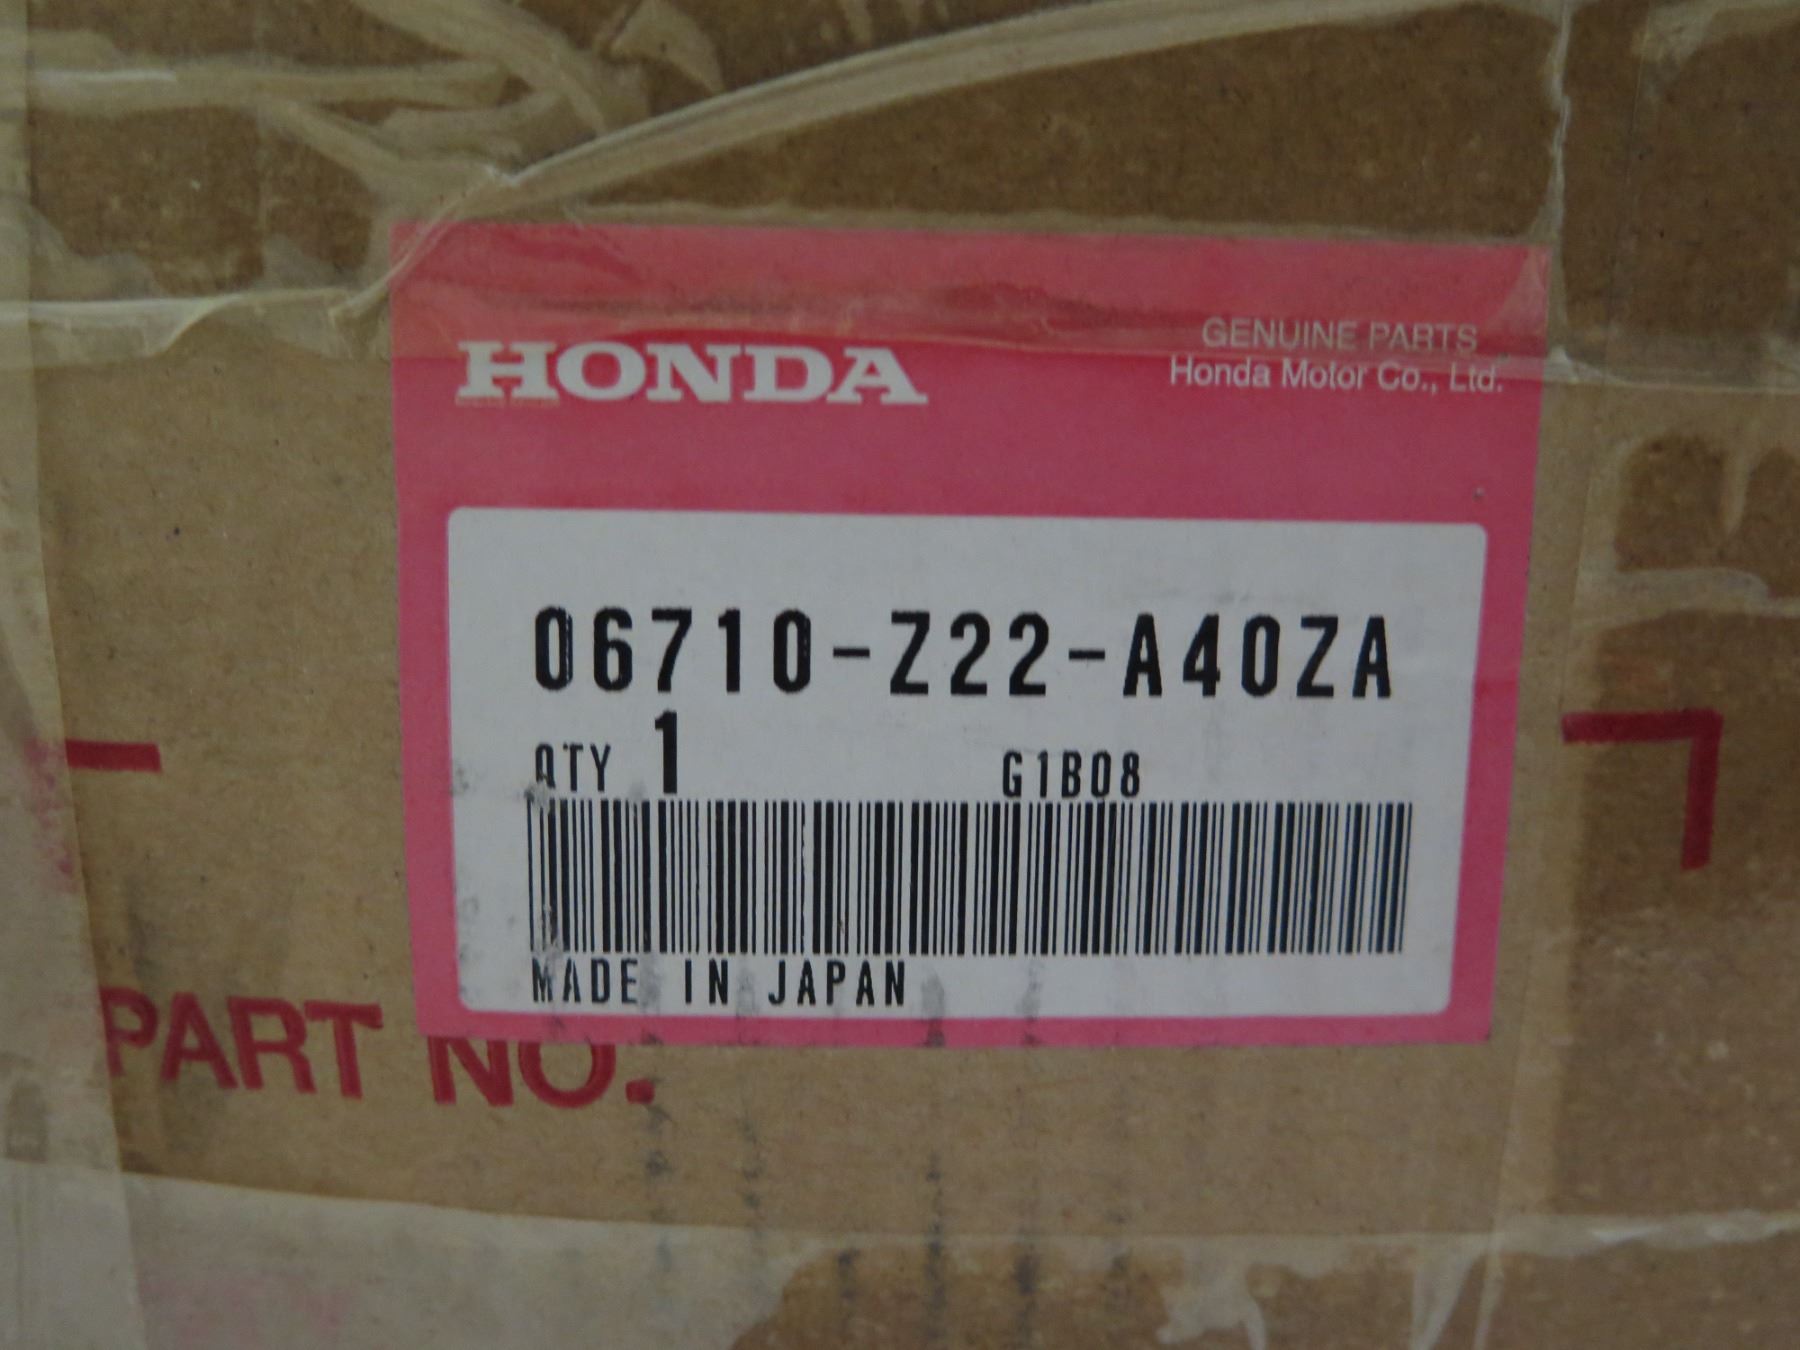 HONDA
GENUINE PARTS
Honda Motor Co., Ltd.
06710-Z22-A40ZA
QTY 1 G1B08
MADE IN JAPAN
PART NO.